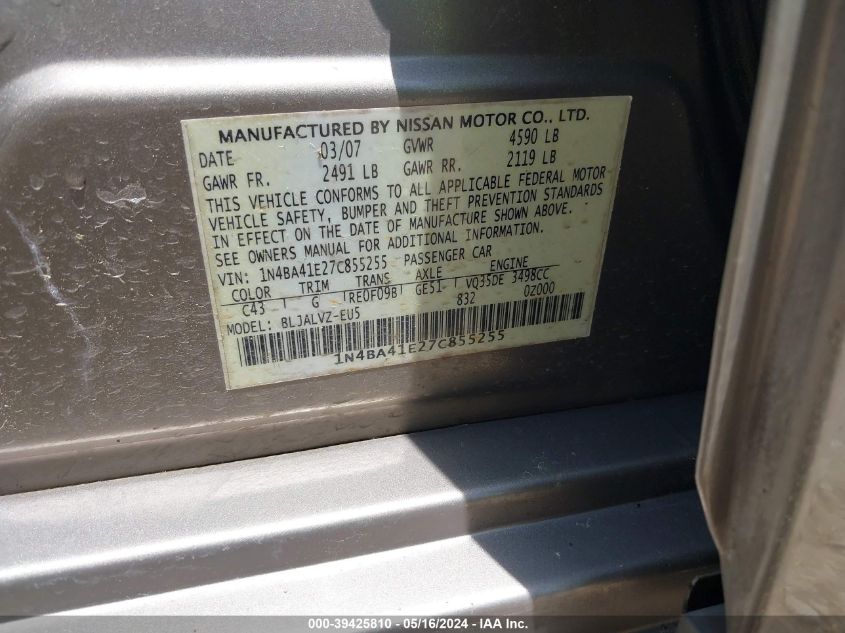 MANUFACTURED BY NISSAN MOTOR CO., LTD.
DATE 03/07 GVWR 4590 LB
GAWR FR. 2491 LB GAWR RR. 2119 LB
THIS VEHICLE CONFORMS TO ALL APPLICABLE FEDERAL MOTOR
VEHICLE SAFETY, BUMPER AND THEFT PREVENTION STANDARDS
IN EFFECT ON THE DATE OF MANUFACTURE SHOWN ABOVE.
SEE OWNERS MANUAL FOR ADDITIONAL INFORMATION.
VIN: 1N4BA41E27C855255 PASSENGER CAR
COLOR TRIM TRANS AXLE ENGINE
C43 G RE0F09B GE51 VQ35DE 3498CC
MODEL: BLJALVZ-EU5 832 0Z000
1N4BA41E27C855255
000-39425810 - 05/16/2024 - IAA Inc.